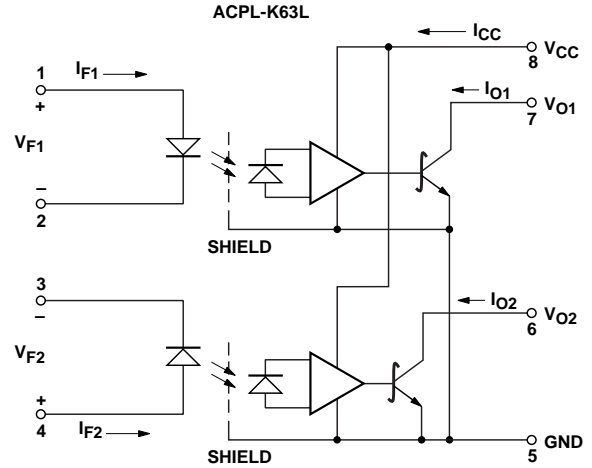 ACPL-K63L
1
I_F1
+
V_F1
–
2
SHIELD
I_CC
8
V_CC
I_O1
7
V_O1
3
–
V_F2
+
4
I_F2
SHIELD
I_O2
6
V_O2
5
GND